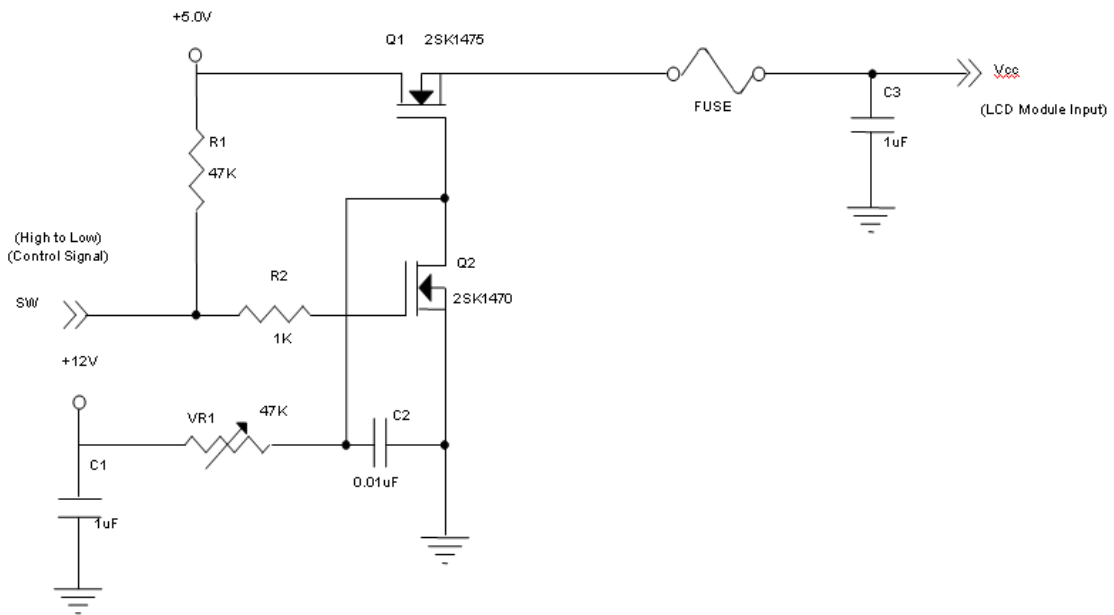 +5.0V
Q1 2SK1475
Vcc
FUSE
C3
(LCD Module Input)
R1
47K
1uF
(High to Low)
(Control Signal)
R2
Q2
SW
2SK1470
1K
+12V
VR1
47K
C2
C1
0.01uF
1uF